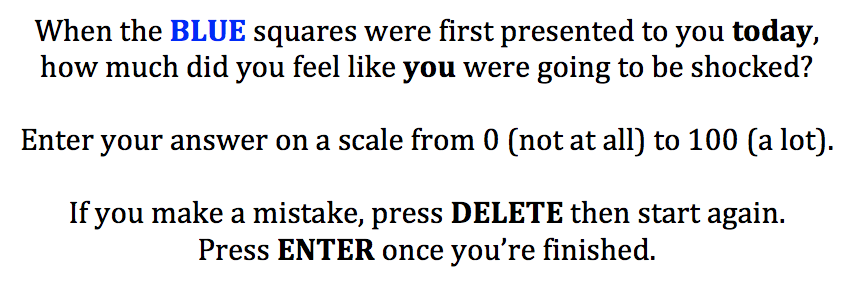 When the BLUE squares were first presented to you today,
how much did you feel like you were going to be shocked?
Enter your answer on a scale from 0 (not at all) to 100 (a lot).
If you make a mistake, press DELETE then start again.
Press ENTER once you’re finished.